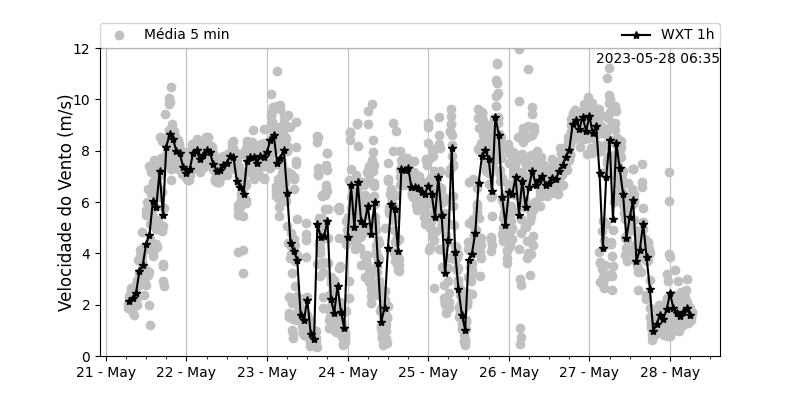 Média 5 min
WXT 1h
2023-05-28 06:35
Velocidade do Vento (m/s)
12
10
8
6
4
2
0
21 - May
22 - May
23 - May
24 - May
25 - May
26 - May
27 - May
28 - May